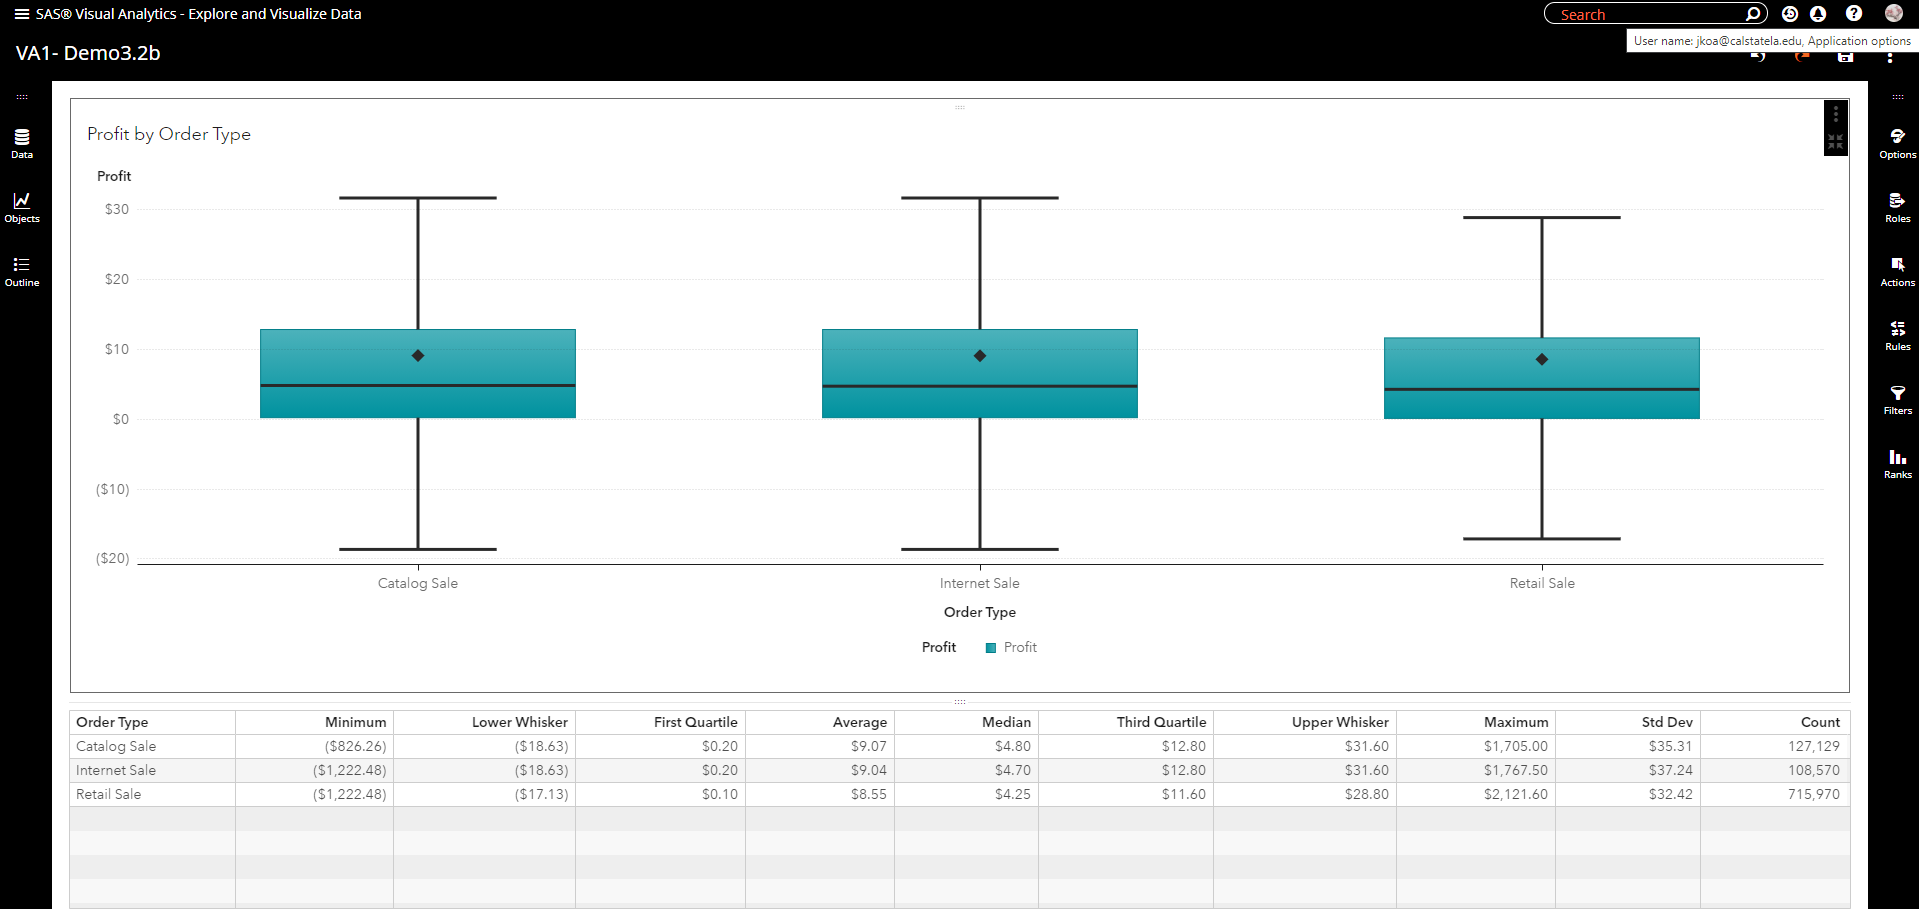 SAS® Visual Analytics - Explore and Visualize Data
Search
User name: jkoa@calstatela.edu, Application options
VA1- Demo3.2b
Data
Objects
Outline
Options
Roles
Actions
Rules
Filters
Ranks
Profit by Order Type
Profit
$30
$20
$10
$0
($10)
($20)
Catalog Sale Internet Sale Retail Sale
Order Type
Profit Profit
Order Type Minimum Lower Whisker First Quartile Average Median Third Quartile Upper Whisker Maximum Std Dev Count
Catalog Sale ($826.26) ($18.63) $0.20 $9.07 $4.80 $12.80 $31.60 $1,705.00 $35.31 127,129
Internet Sale ($1,222.48) ($18.63) $0.20 $9.04 $4.70 $12.80 $31.60 $1,767.50 $37.24 108,570
Retail Sale ($1,222.48) ($17.13) $0.10 $8.55 $4.25 $11.60 $28.80 $2,121.60 $32.42 715,970